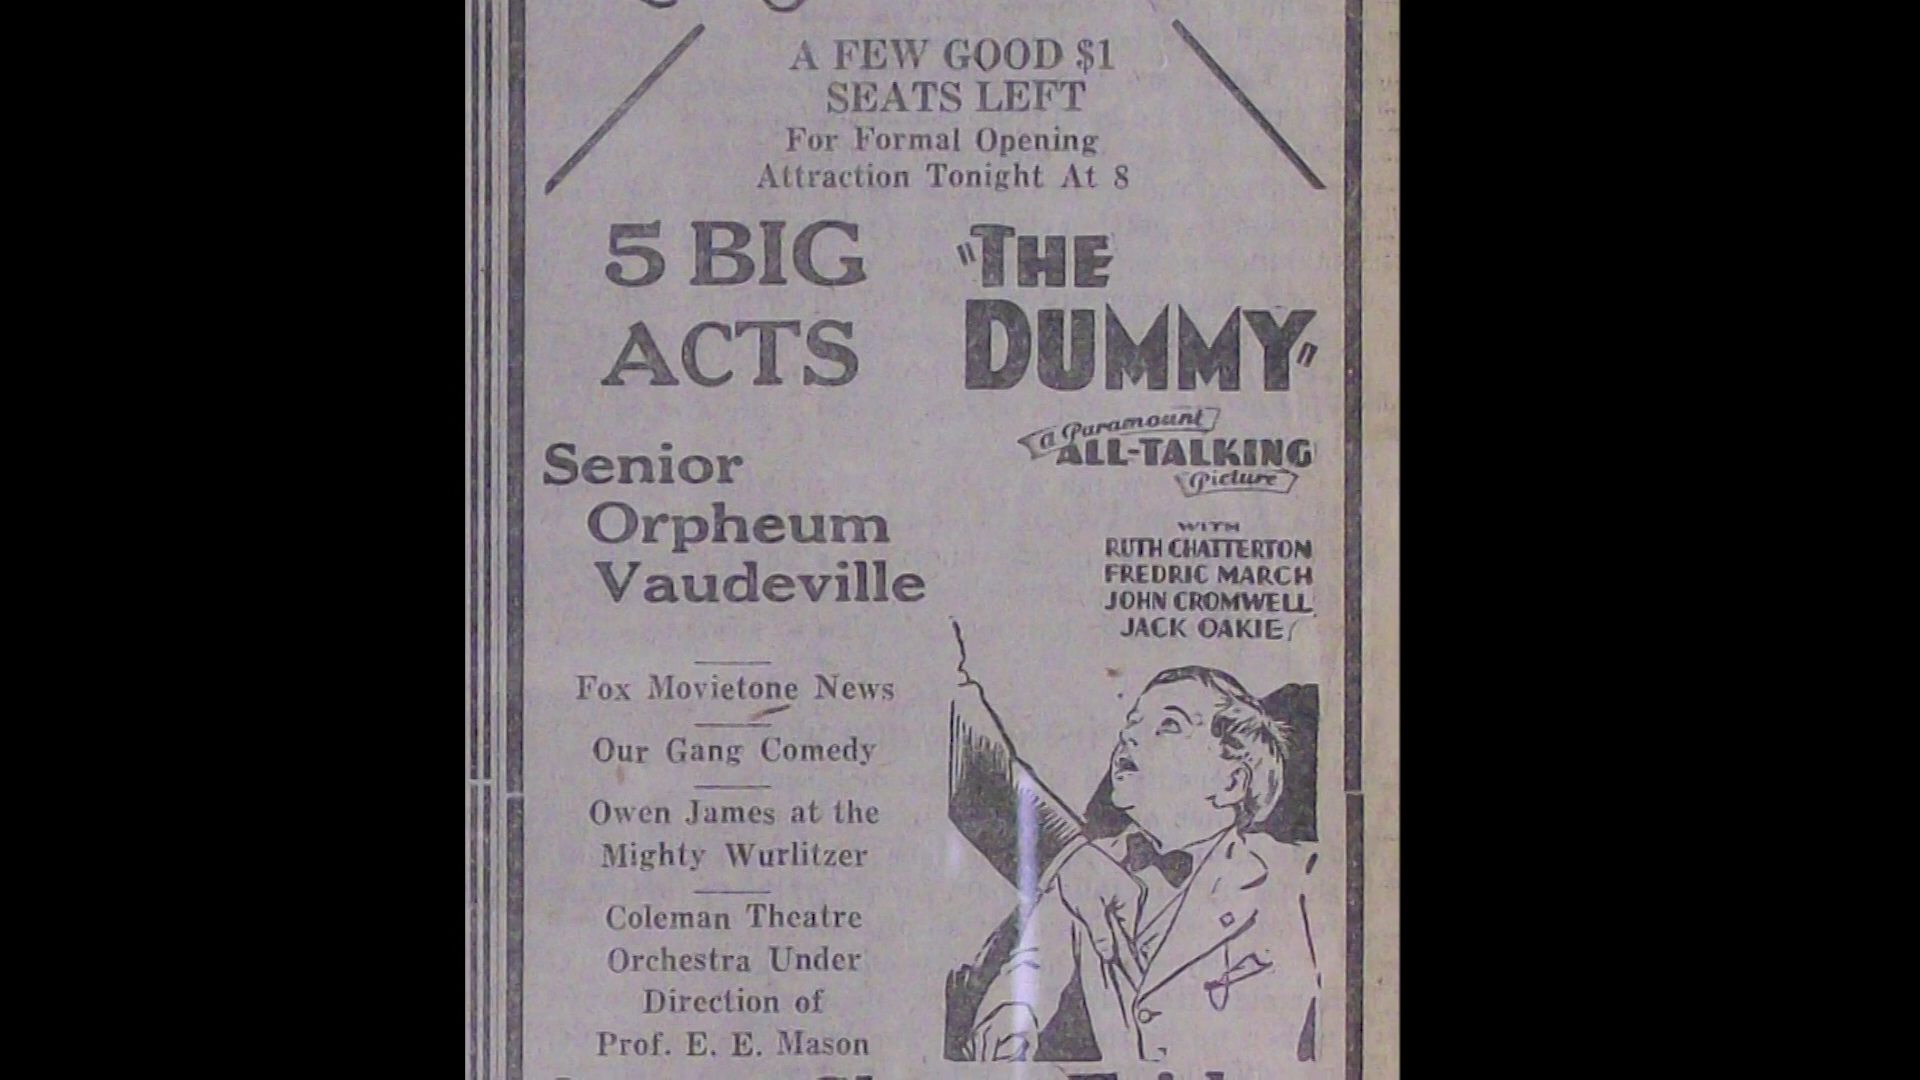 A FEW GOOD $1
SEATS LEFT
For Formal Opening
Attraction Tonight At 8
5 BIG
ACTS
Senior
Orpheum
Vaudeville
Fox Movietone News
Our Gang Comedy
Owen James at the
Mighty Wurlitzer
Coleman Theatre
Orchestra Under
Direction of
Prof. E. E. Mason
"THE
DUMMY"
a Paramount
ALL-TALKING
Picture
WITH
RUTH CHATTERTON
FREDRIC MARCH
JOHN CROMWELL
JACK OAKIE